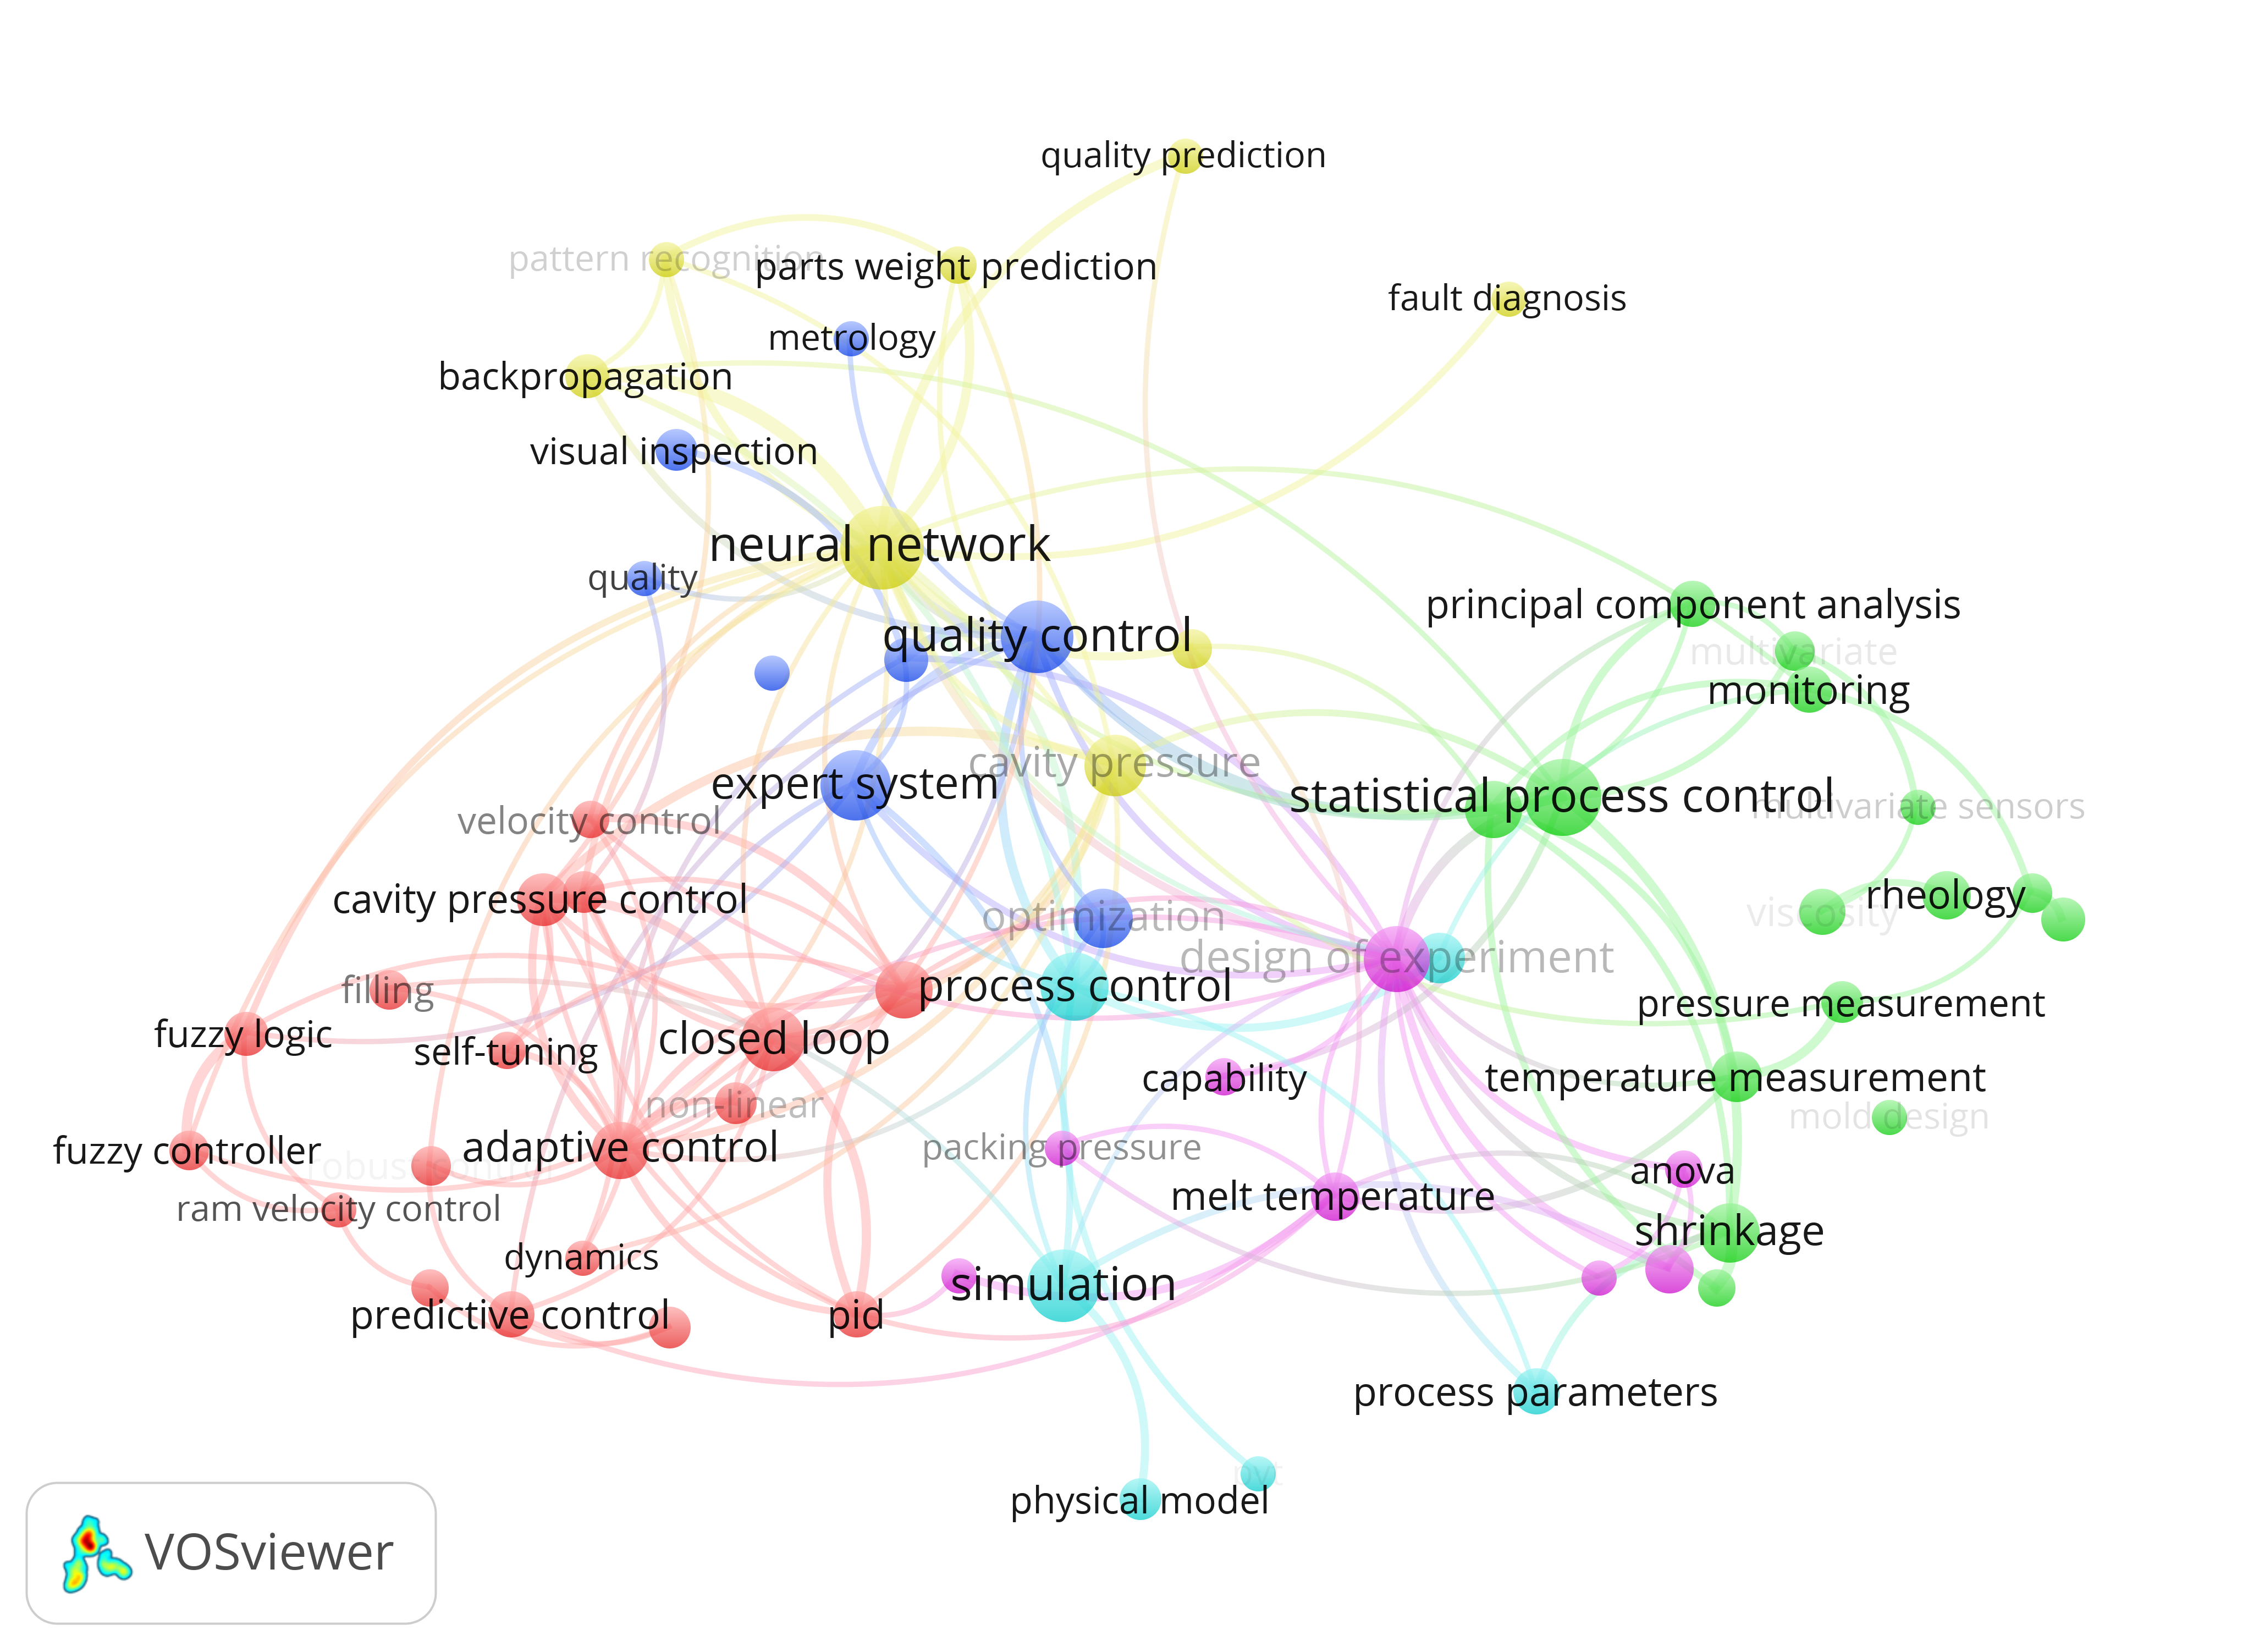 quality prediction
pattern recognition
parts weight prediction
fault diagnosis
metrology
backpropagation
visual inspection
neural network
quality
principal component analysis
quality control
multivariate
monitoring
cavity pressure
expert system
statistical process control
multivariate sensors
velocity control
cavity pressure control
rheology
viscosity
optimization
design of experiment
process control
filling
pressure measurement
fuzzy logic
closed loop
self-tuning
capability
temperature measurement
non-linear
mold design
adaptive control
packing pressure
fuzzy controller
robust control
anova
melt temperature
ram velocity control
shrinkage
dynamics
simulation
predictive control
pid
process parameters
pvt
physical model
VOSviewer